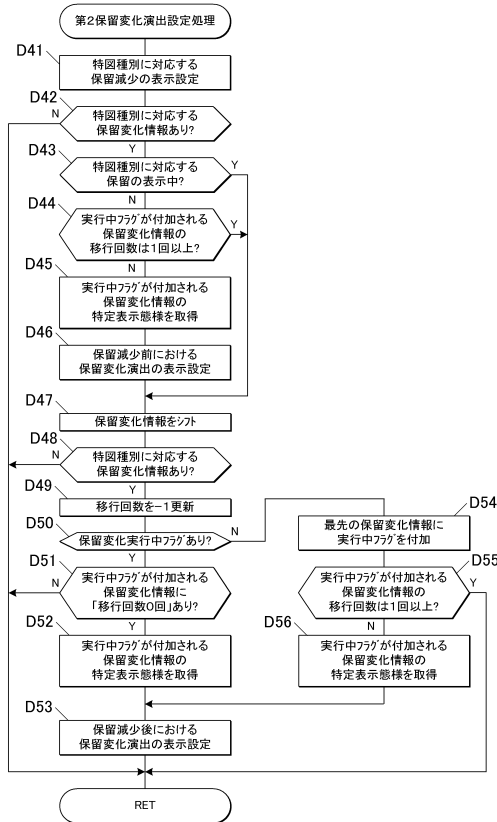 第2保留変化演出設定処理
D41
特図種別に対応する
保留減少の表示設定
D42
N
特図種別に対応する
保留変化情報あり?
Y
D43
特図種別に対応する
保留の表示中?
Y
N
D44
実行中フラグが付加される
保留変化情報の
移行回数は1回以上?
Y
N
D45
実行中フラグが付加される
保留変化情報の
特定表示態様を取得
D46
保留減少前における
保留変化演出の表示設定
D47
保留変化情報をシフト
D48
N
特図種別に対応する
保留変化情報あり?
Y
D49
移行回数を-1更新
D50
保留変化実行中フラグあり?
N
Y
D54
最先の保留変化情報に
実行中フラグを付加
D51
N
実行中フラグが付加される
保留変化情報に
「移行回数0回」あり?
Y
D55
実行中フラグが付加される
保留変化情報の
移行回数は1回以上?
Y
N
D52
実行中フラグが付加される
保留変化情報の
特定表示態様を取得
D56
実行中フラグが付加される
保留変化情報の
特定表示態様を取得
D53
保留減少後における
保留変化演出の表示設定
RET